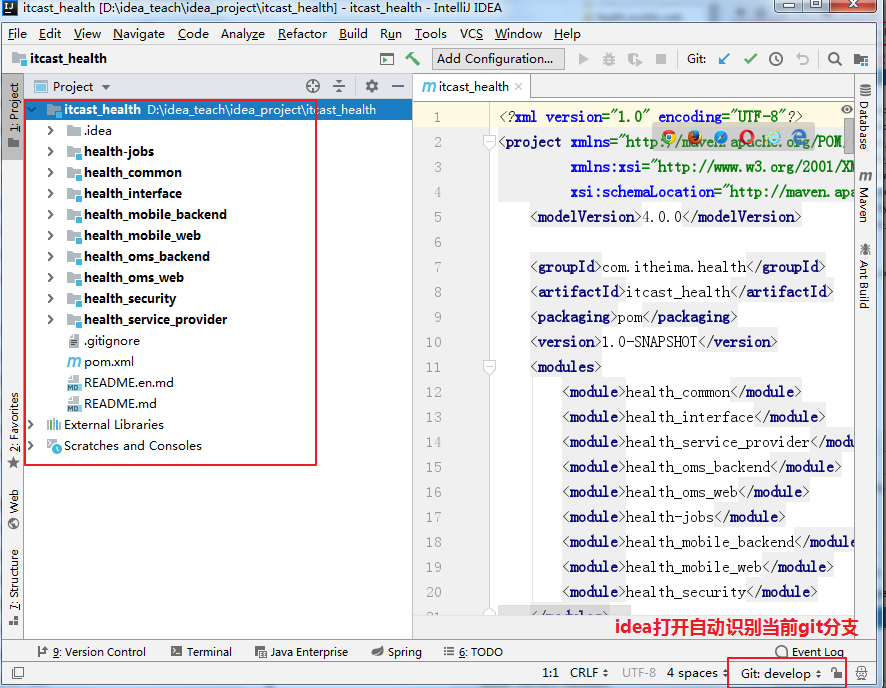 itcast_health [D:\idea_teach\idea_project\itcast_health] - itcast_health - IntelliJ IDEA
File Edit View Navigate Code Analyze Refactor Build Run Tools VCS Window Help
itcast_health Add Configuration... Git:
1: Project
Project
itcast_health D:\idea_teach\idea_project\itcast_health
.idea
health-jobs
health_common
health_interface
health_mobile_backend
health_mobile_web
health_oms_backend
health_oms_web
health_security
health_service_provider
.gitignore
pom.xml
README.en.md
README.md
External Libraries
Scratches and Consoles
2: Favorites
Web
7: Structure
itcast_health
1 <?xml version="1.0" encoding="UTF-8"?>
2 <project xmlns="http://maven.apache.org/POM/
3 xmlns:xsi="http://www.w3.org/2001/XM
4 xsi:schemaLocation="http://maven.apa
5 <modelVersion>4.0.0</modelVersion>
6
7 <groupId>com.itheima.health</groupId>
8 <artifactId>itcast_health</artifactId>
9 <packaging>pom</packaging>
10 <version>1.0-SNAPSHOT</version>
11 <modules>
12 <module>health_common</module>
13 <module>health_interface</module>
14 <module>health_service_provider</modu
15 <module>health_oms_backend</module>
16 <module>health_oms_web</module>
17 <module>health-jobs</module>
18 <module>health_mobile_backend</module
19 <module>health_mobile_web</module>
20 <module>health_security</module>
21 </modules>
Database
Maven
Ant Build
idea打开自动识别当前git分支
9: Version Control Terminal Java Enterprise Spring 6: TODO Event Log
1:1 CRLF UTF-8 4 spaces Git: develop